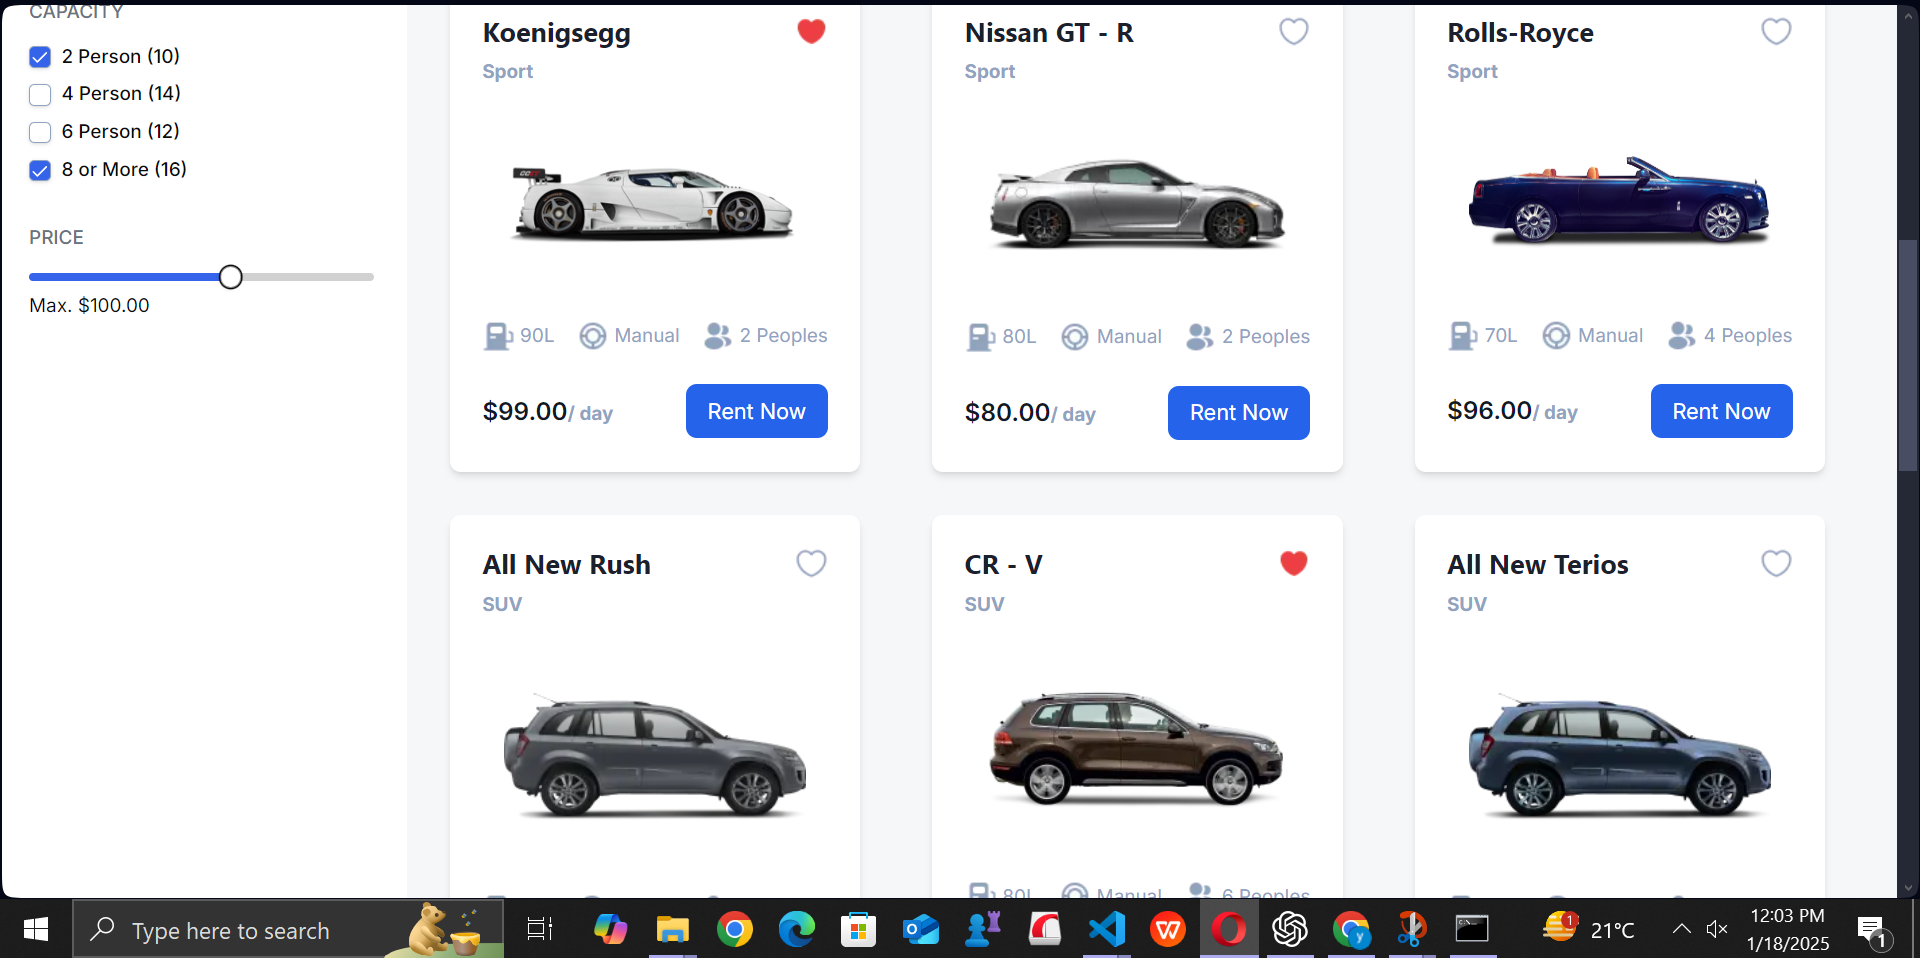 CAPACITY
2 Person (10)
4 Person (14)
6 Person (12)
8 or More (16)
PRICE
Max. $100.00
Koenigsegg
Sport
90L Manual 2 Peoples
$99.00/ day Rent Now
Nissan GT - R
Sport
80L Manual 2 Peoples
$80.00/ day Rent Now
Rolls-Royce
Sport
70L Manual 4 Peoples
$96.00/ day Rent Now
All New Rush
SUV
CR - V
SUV
80L Manual 6 Peoples
All New Terios
SUV
Type here to search
1
21°C
12:03 PM
1/18/2025
1